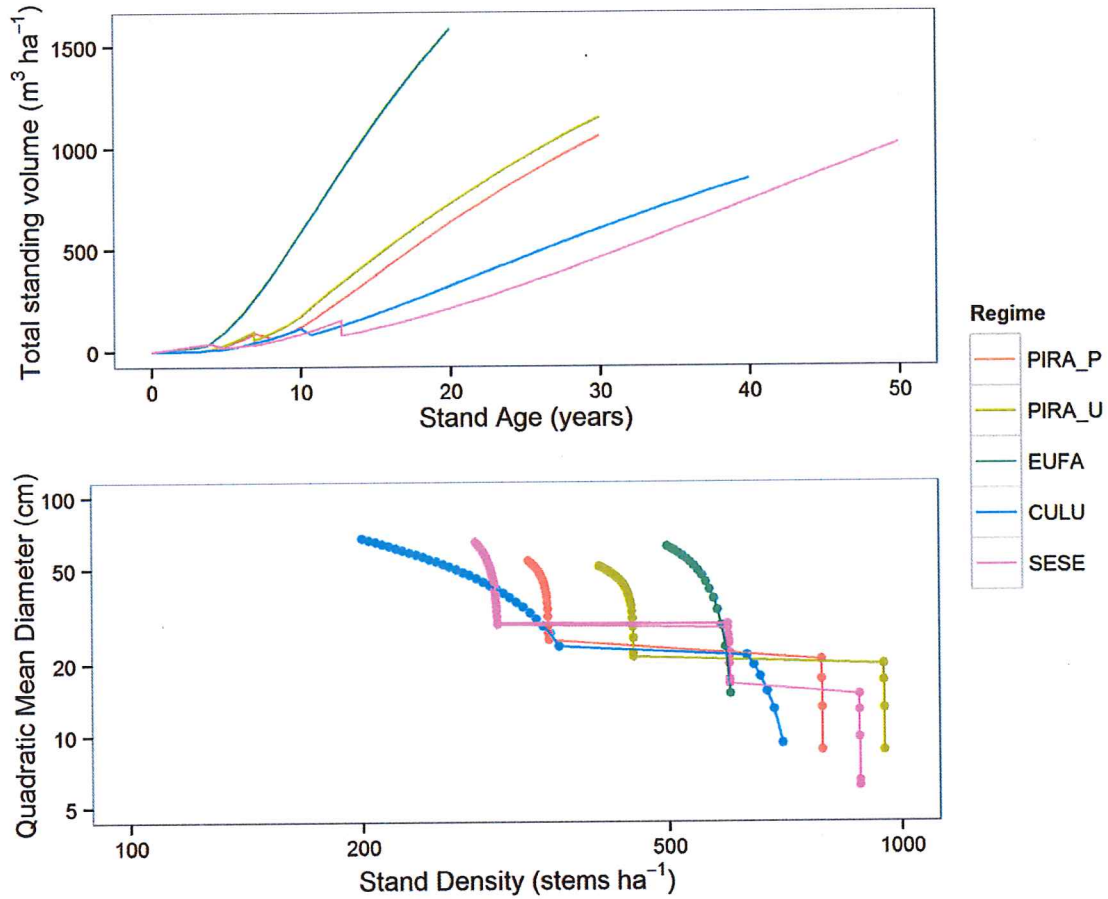 Total standing volume (m³ ha⁻¹)
1500
1000
500
0
0 10 20 30 40 50
Stand Age (years)
Regime
PIRA_P
PIRA_U
EUFA
CULU
SESE
Quadratic Mean Diameter (cm)
100
50
20
10
5
100 200 500 1000
Stand Density (stems ha⁻¹)